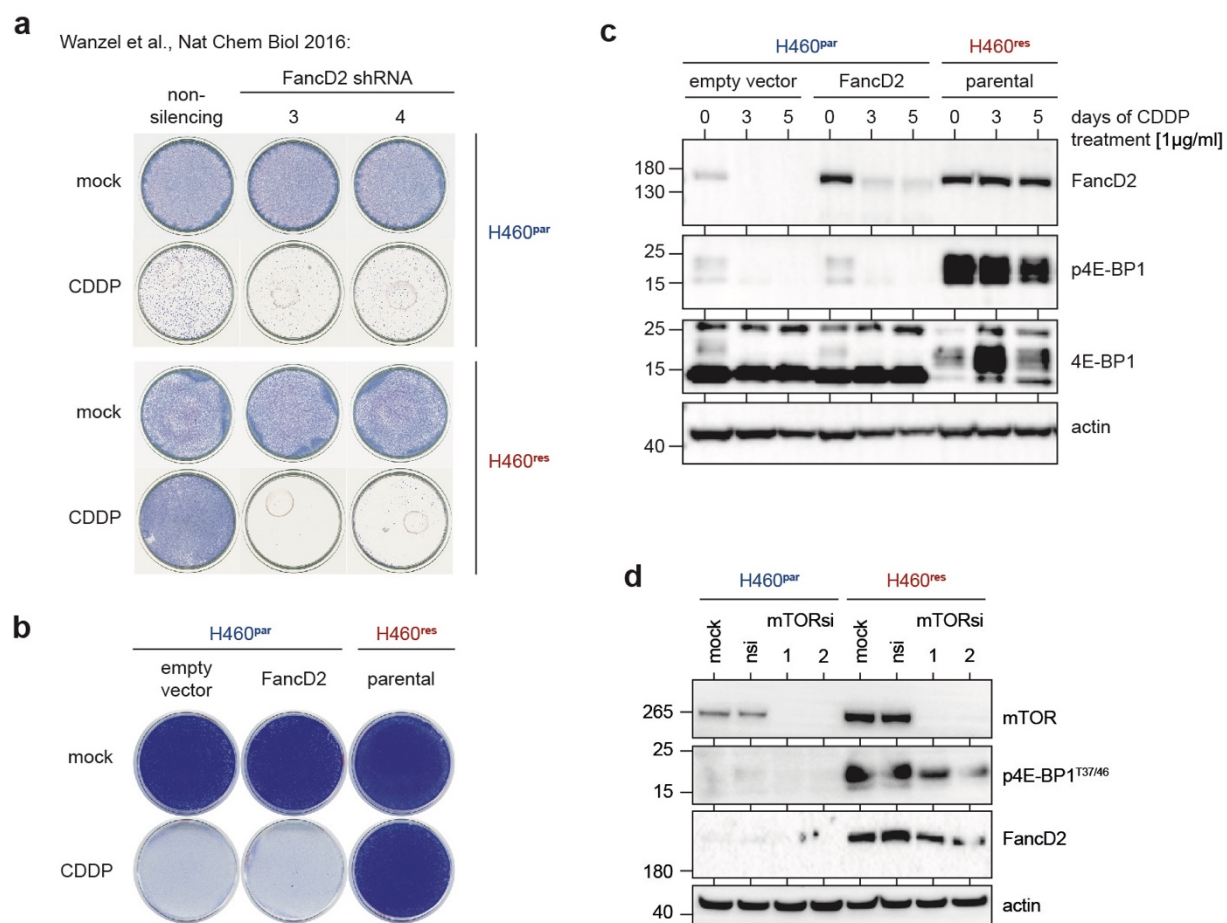 a
Wanzel et al., Nat Chem Biol 2016:
FancD2 shRNA
non-
silencing
3 4
mock
CDDP
H460par
mock
CDDP
H460res
b
H460par H460res
empty
vector
FancD2 parental
mock
CDDP
c
H460par H460res
empty vector FancD2 parental
0 3 5 0 3 5 0 3 5 days of CDDP
treatment [1µg/ml]
180
130
FancD2
25
15
p4E-BP1
25
15
4E-BP1
40
actin
d
H460par H460res
mTORsi mTORsi
mock nsi 1 2 mock nsi 1 2
265 mTOR
25
15
p4E-BP1T37/46
FancD2
180
40 actin